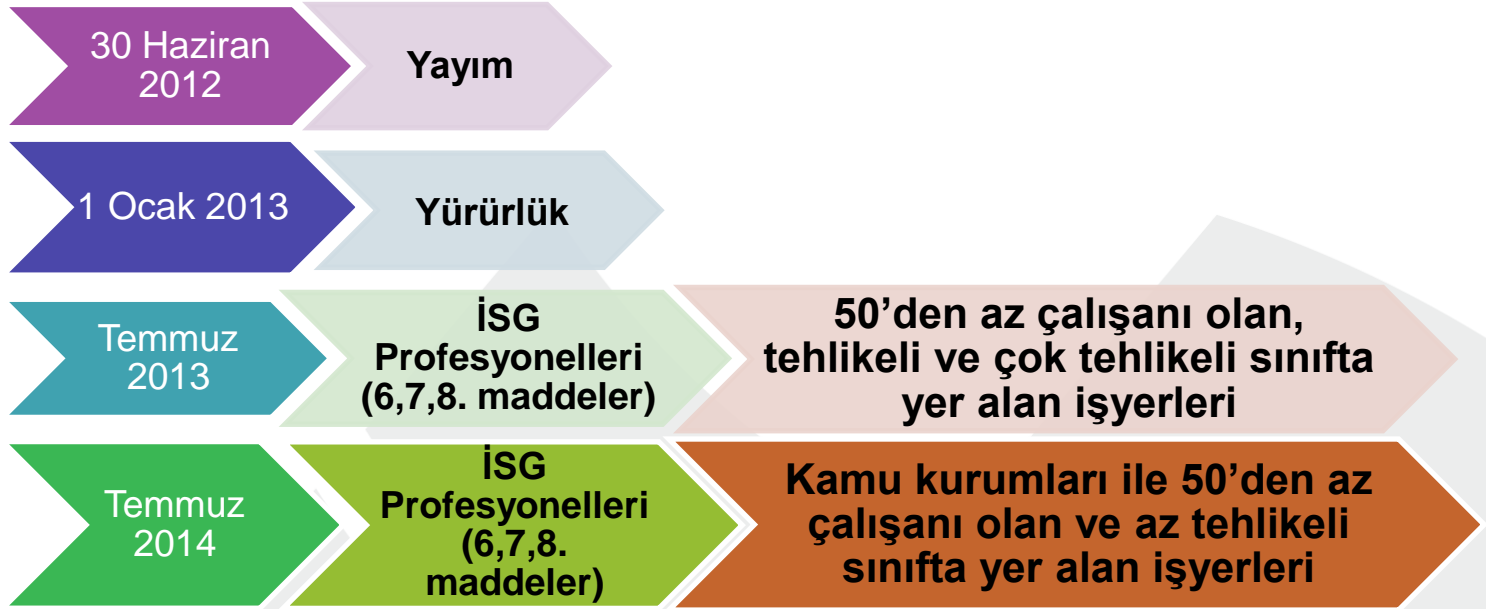 30 Haziran
2012
Yayım
1 Ocak 2013
Yürürlük
Temmuz
2013
İSG
Profesyonelleri
(6,7,8. maddeler)
50’den az çalışanı olan,
tehlikeli ve çok tehlikeli sınıfta
yer alan işyerleri
Temmuz
2014
İSG
Profesyonelleri
(6,7,8.
maddeler)
Kamu kurumları ile 50’den az
çalışanı olan ve az tehlikeli
sınıfta yer alan işyerleri